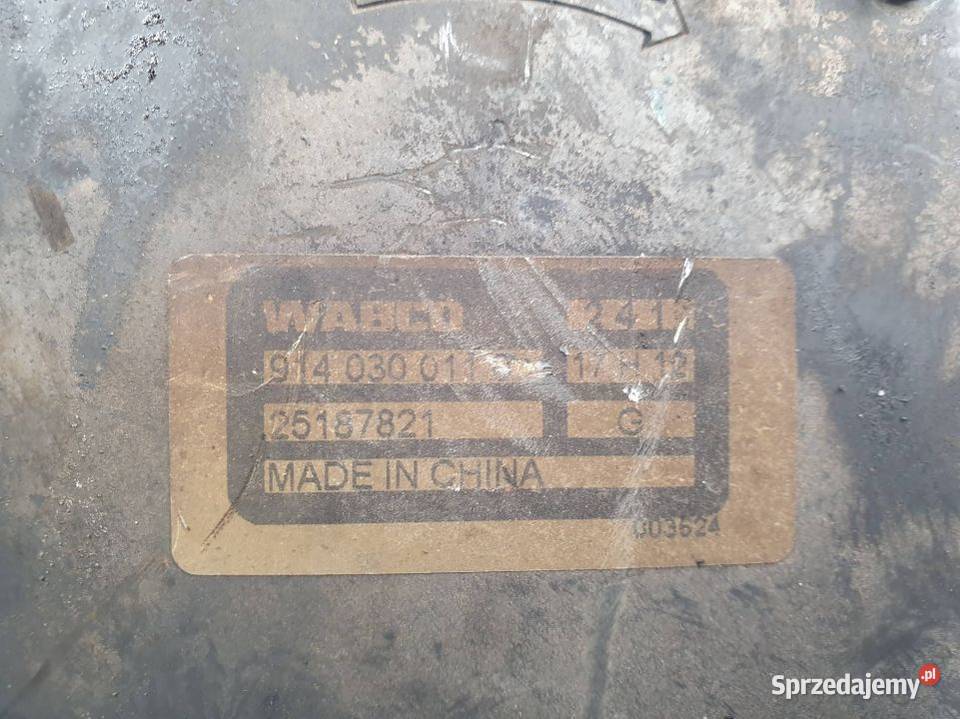 WABCO
914 030 011
25187821 G
MADE IN CHINA
003524
Sprzedajemy.pl